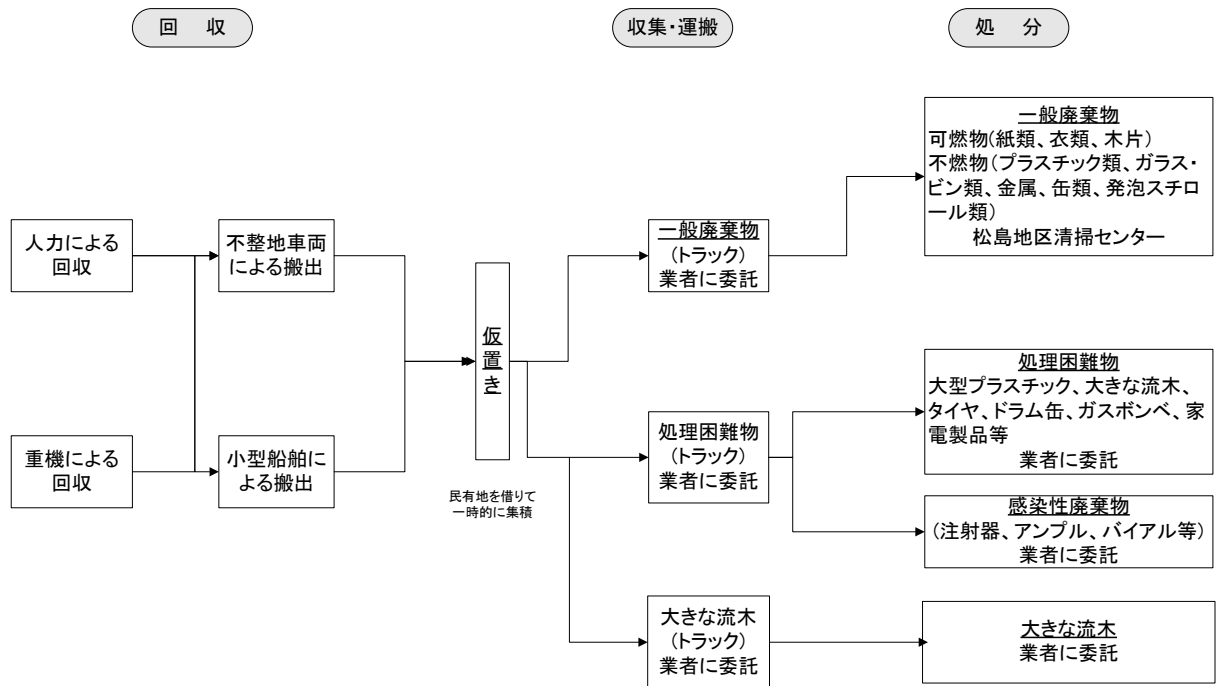 回 収
収集・運搬
処 分
人力による
回収
重機による
回収
不整地車両
による搬出
小型船舶に
よる搬出
仮
置
き
民有地を借りて
一時的に集積
一般廃棄物
(トラック)
業者に委託
処理困難物
(トラック)
業者に委託
大きな流木
(トラック)
業者に委託
一般廃棄物
可燃物(紙類、衣類、木片)
不燃物(プラスチック類、ガラス・
ビン類、金属、缶類、発泡スチロ
ール類)
松島地区清掃センター
処理困難物
大型プラスチック、大きな流木、
タイヤ、ドラム缶、ガスボンベ、家
電製品等
業者に委託
感染性廃棄物
(注射器、アンプル、バイアル等)
業者に委託
大きな流木
業者に委託